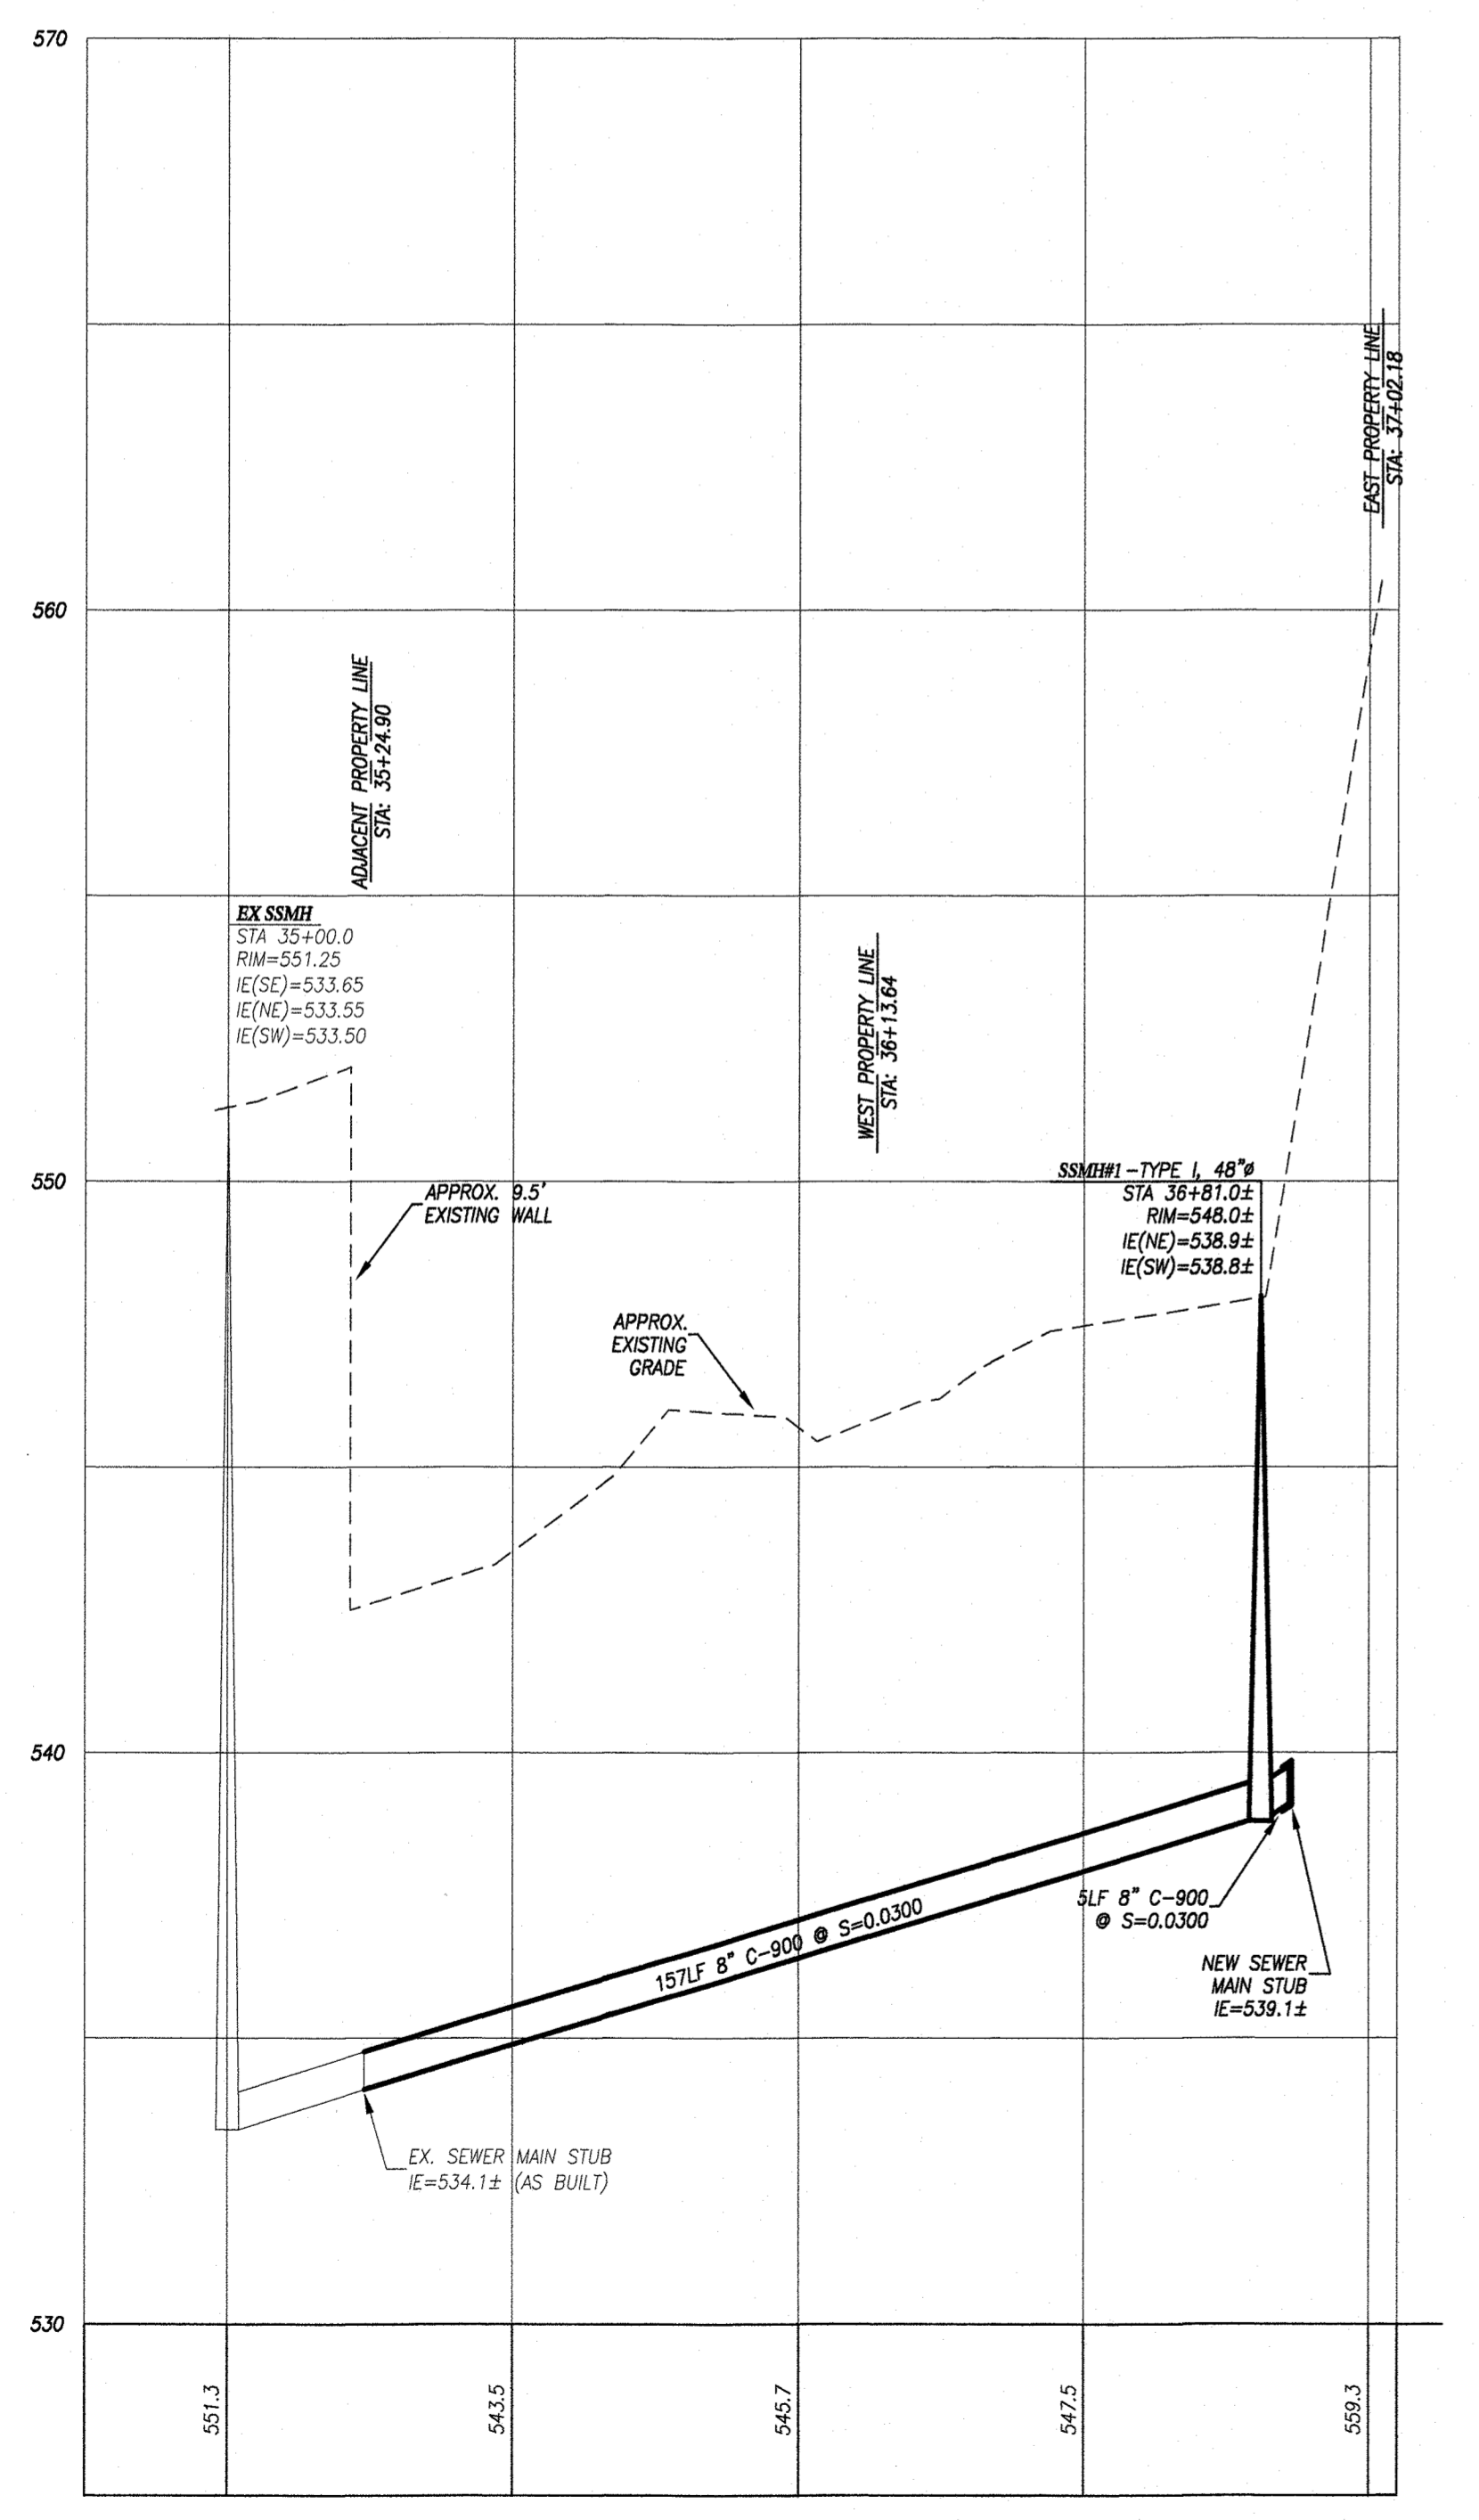 570
EAST PROPERTY LINE
STA: 37+02.18
560
ADJACENT PROPERTY LINE
STA: 35+24.90
EX SSMH
STA 35+00.0
RIM=551.25
IE(SE)=533.65
IE(NE)=533.55
IE(SW)=533.50
WEST PROPERTY LINE
STA: 36+13.64
550
SSMH#1-TYPE I, 48"ø
STA 36+81.0±
RIM=548.0±
IE(NE)=538.9±
IE(SW)=538.8±
APPROX. 9.5'
EXISTING WALL
APPROX.
EXISTING
GRADE
540
157LF 8" C-900 @ S=0.0300
5LF 8" C-900
@ S=0.0300
NEW SEWER
MAIN STUB
IE=539.1±
EX. SEWER MAIN STUB
IE=534.1± (AS BUILT)
530
551.3
543.5
545.7
547.5
559.3